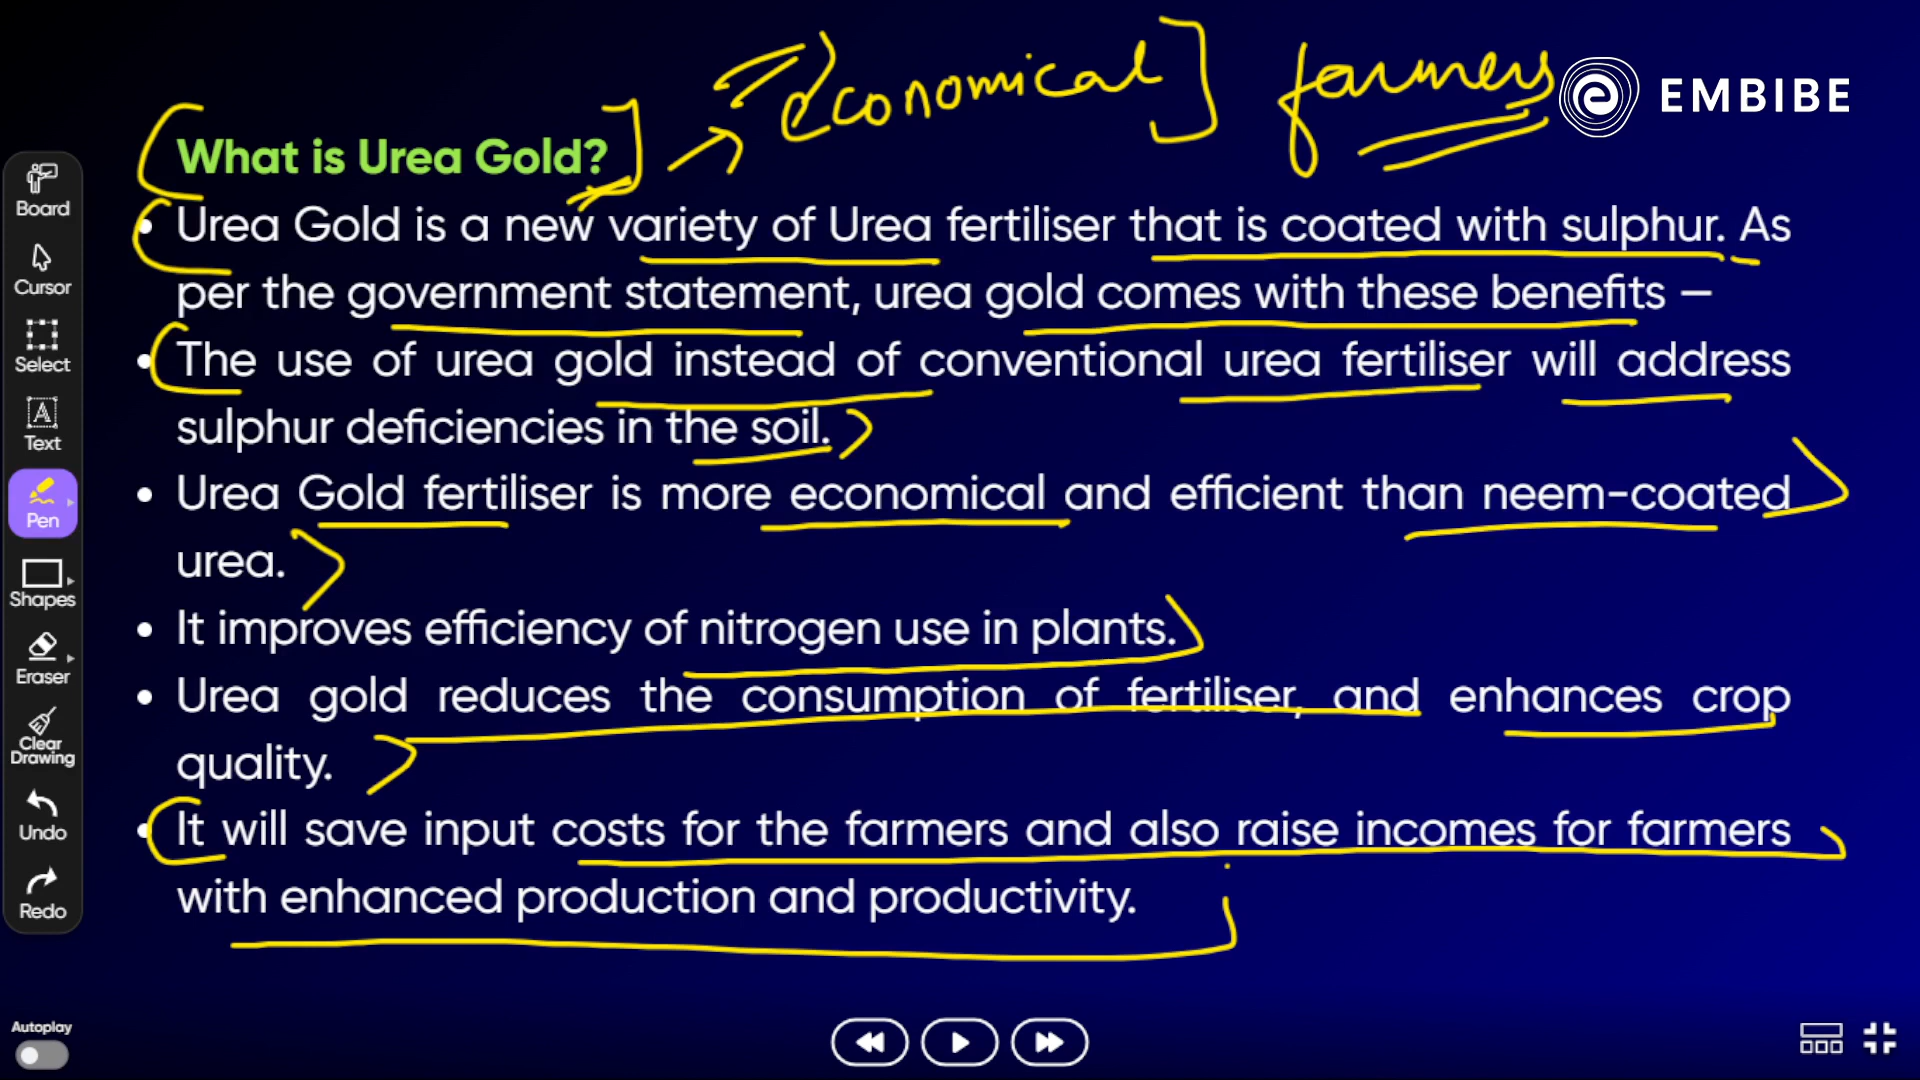 economical] farmers
EMBIBE
What is Urea Gold?
• Urea Gold is a new variety of Urea fertiliser that is coated with sulphur. As
per the government statement, urea gold comes with these benefits –
• The use of urea gold instead of conventional urea fertiliser will address
sulphur deficiencies in the soil.
• Urea Gold fertiliser is more economical and efficient than neem-coated
urea.
• It improves efficiency of nitrogen use in plants.
• Urea gold reduces the consumption of fertiliser, and enhances crop
quality.
• It will save input costs for the farmers and also raise incomes for farmers
with enhanced production and productivity.
Board
Cursor
Select
Text
Pen
Shapes
Eraser
Clear
Drawing
Undo
Redo
Autoplay